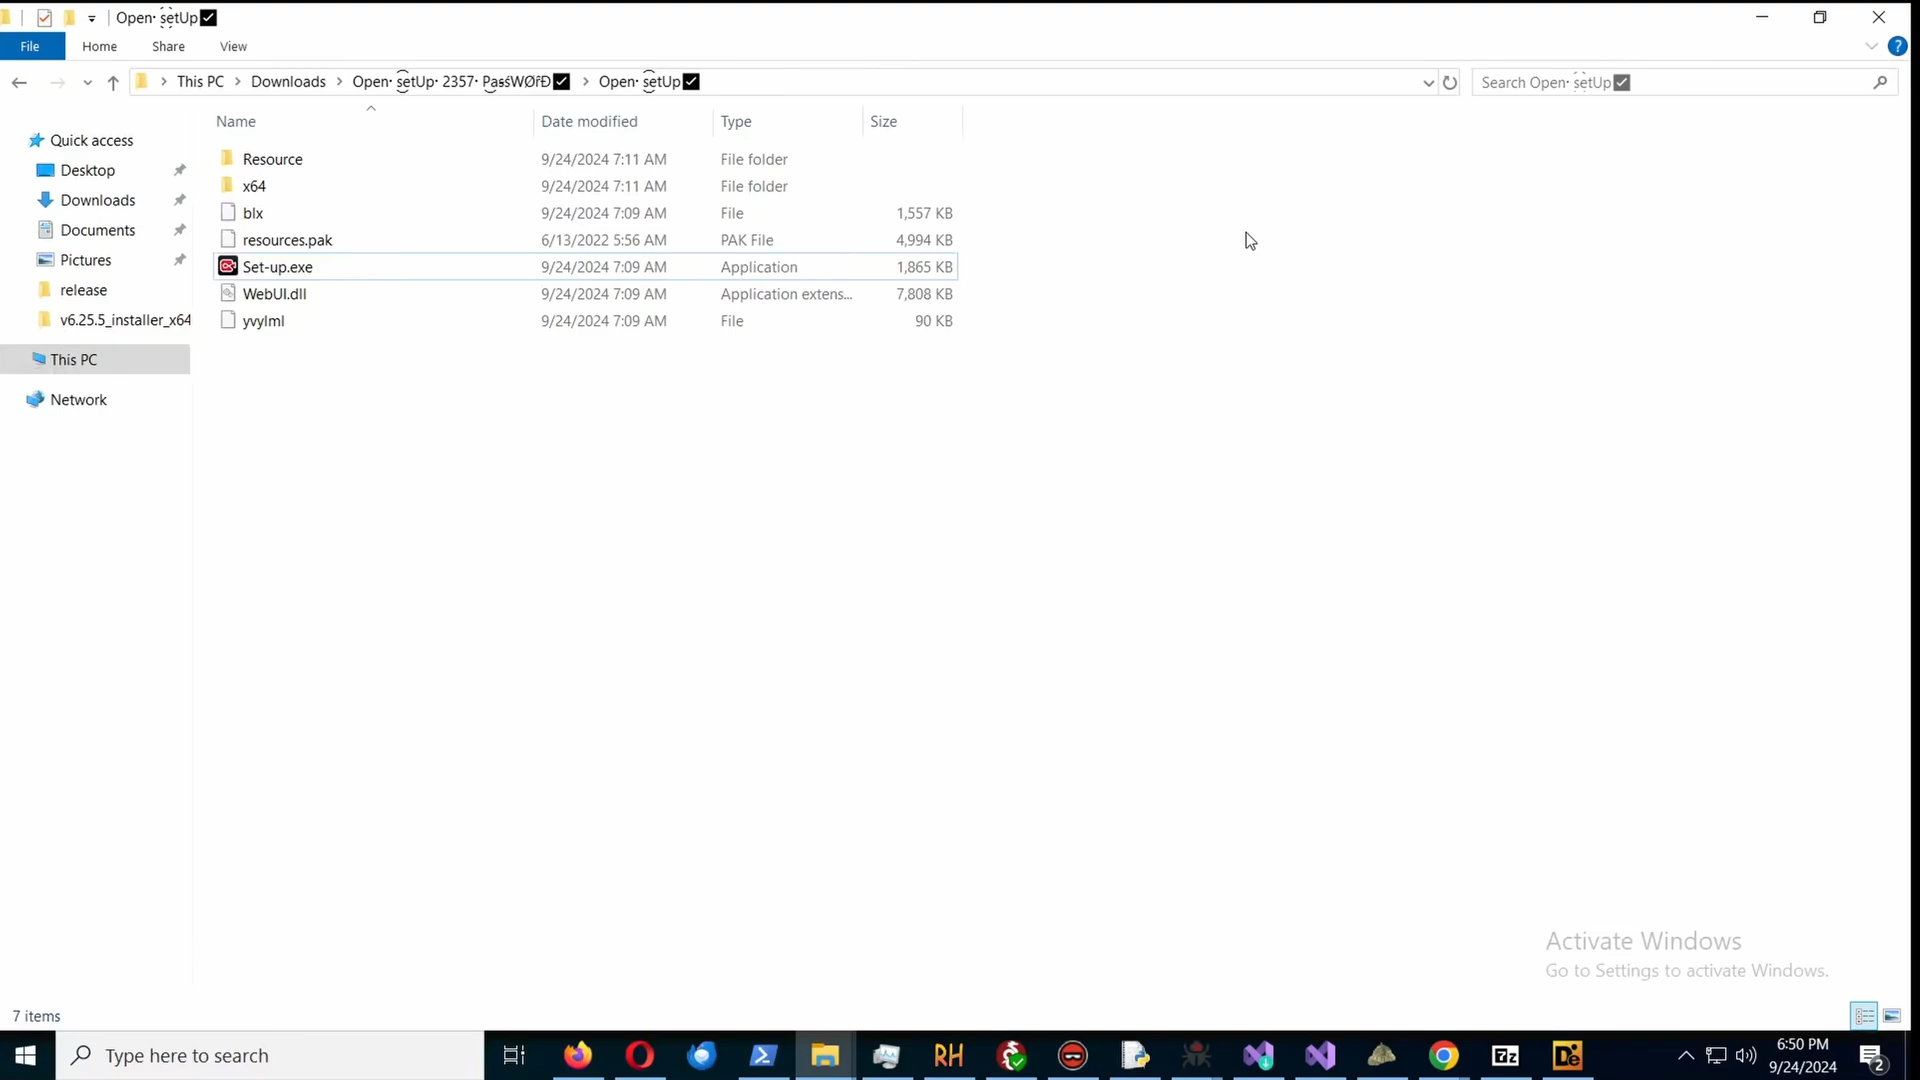 Open· setUp✅
File Home Share View
This PC > Downloads > Open· setUp· 2357· PaśśWØřĐ✅ > Open· setUp✅
Search Open· setUp✅
Name Date modified Type Size
Quick access
Desktop
Downloads
Documents
Pictures
release
v6.25.5_installer_x64
This PC
Network
Resource 9/24/2024 7:11 AM File folder
x64 9/24/2024 7:11 AM File folder
blx 9/24/2024 7:09 AM File 1,557 KB
resources.pak 6/13/2022 5:56 AM PAK File 4,994 KB
Set-up.exe 9/24/2024 7:09 AM Application 1,865 KB
WebUI.dll 9/24/2024 7:09 AM Application extens... 7,808 KB
yvylml 9/24/2024 7:09 AM File 90 KB
Activate Windows
Go to Settings to activate Windows.
7 items
Type here to search
RH
7z
De
6:50 PM
9/24/2024
2